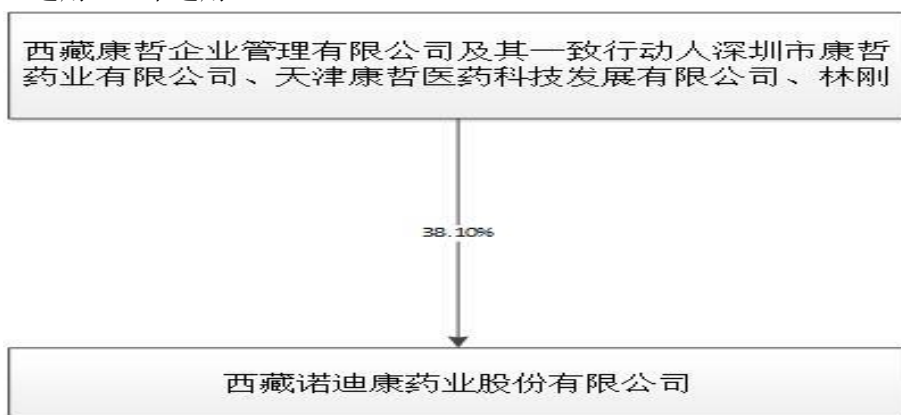 西藏康哲企业管理有限公司及其一致行动人深圳市康哲
药业有限公司、天津康哲医药科技发展有限公司、林刚
38.10%
西藏诺迪康药业股份有限公司